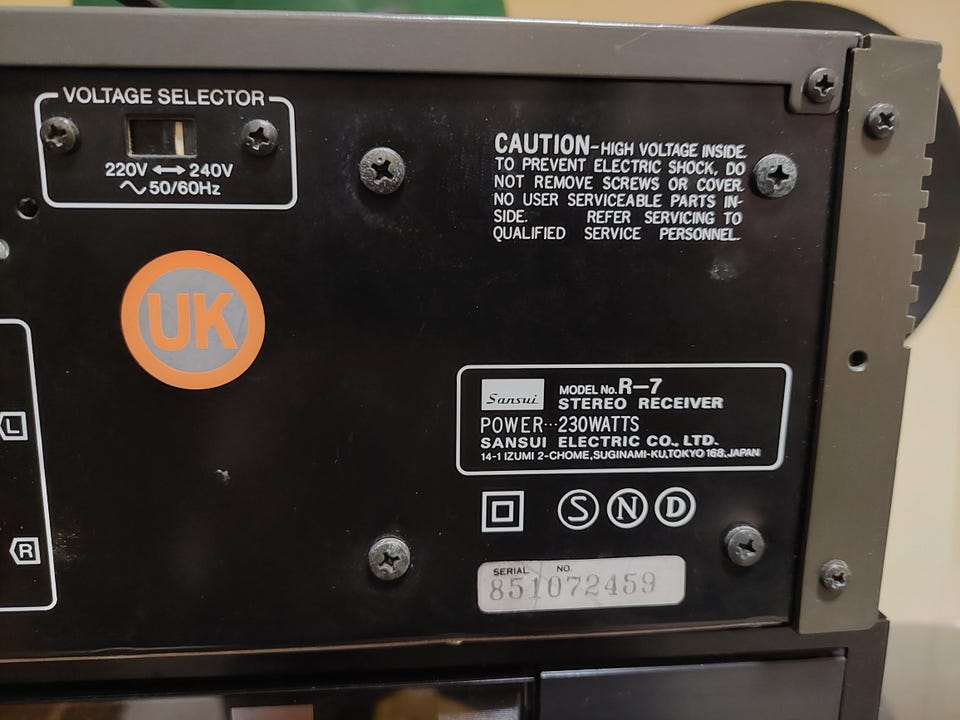 VOLTAGE SELECTOR
220V ↔ 240V
∿ 50/60Hz
CAUTION-HIGH VOLTAGE INSIDE.
TO PREVENT ELECTRIC SHOCK, DO
NOT REMOVE SCREWS OR COVER.
NO USER SERVICEABLE PARTS IN-
SIDE. REFER SERVICING TO
QUALIFIED SERVICE PERSONNEL.
UK
L
R
Sansui
MODEL No. R-7
STEREO RECEIVER
POWER···230WATTS
SANSUI ELECTRIC CO., LTD.
14-1 IZUMI 2-CHOME, SUGINAMI-KU, TOKYO 168, JAPAN
S N D
SERIAL NO.
851072459